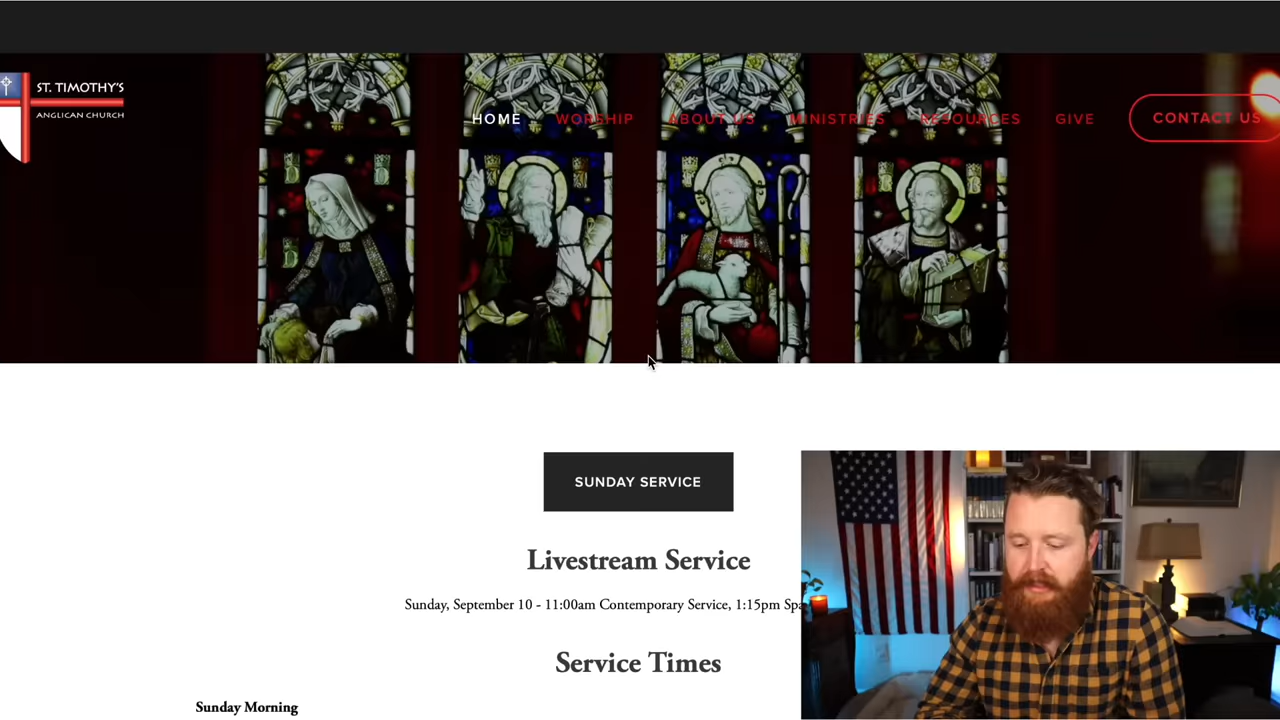 ST. TIMOTHY'S
ANGLICAN CHURCH
HOME WORSHIP ABOUT US MINISTRIES RESOURCES GIVE CONTACT US
SUNDAY SERVICE
Livestream Service
Sunday, September 10 - 11:00am Contemporary Service, 1:15pm
Service Times
Sunday Morning